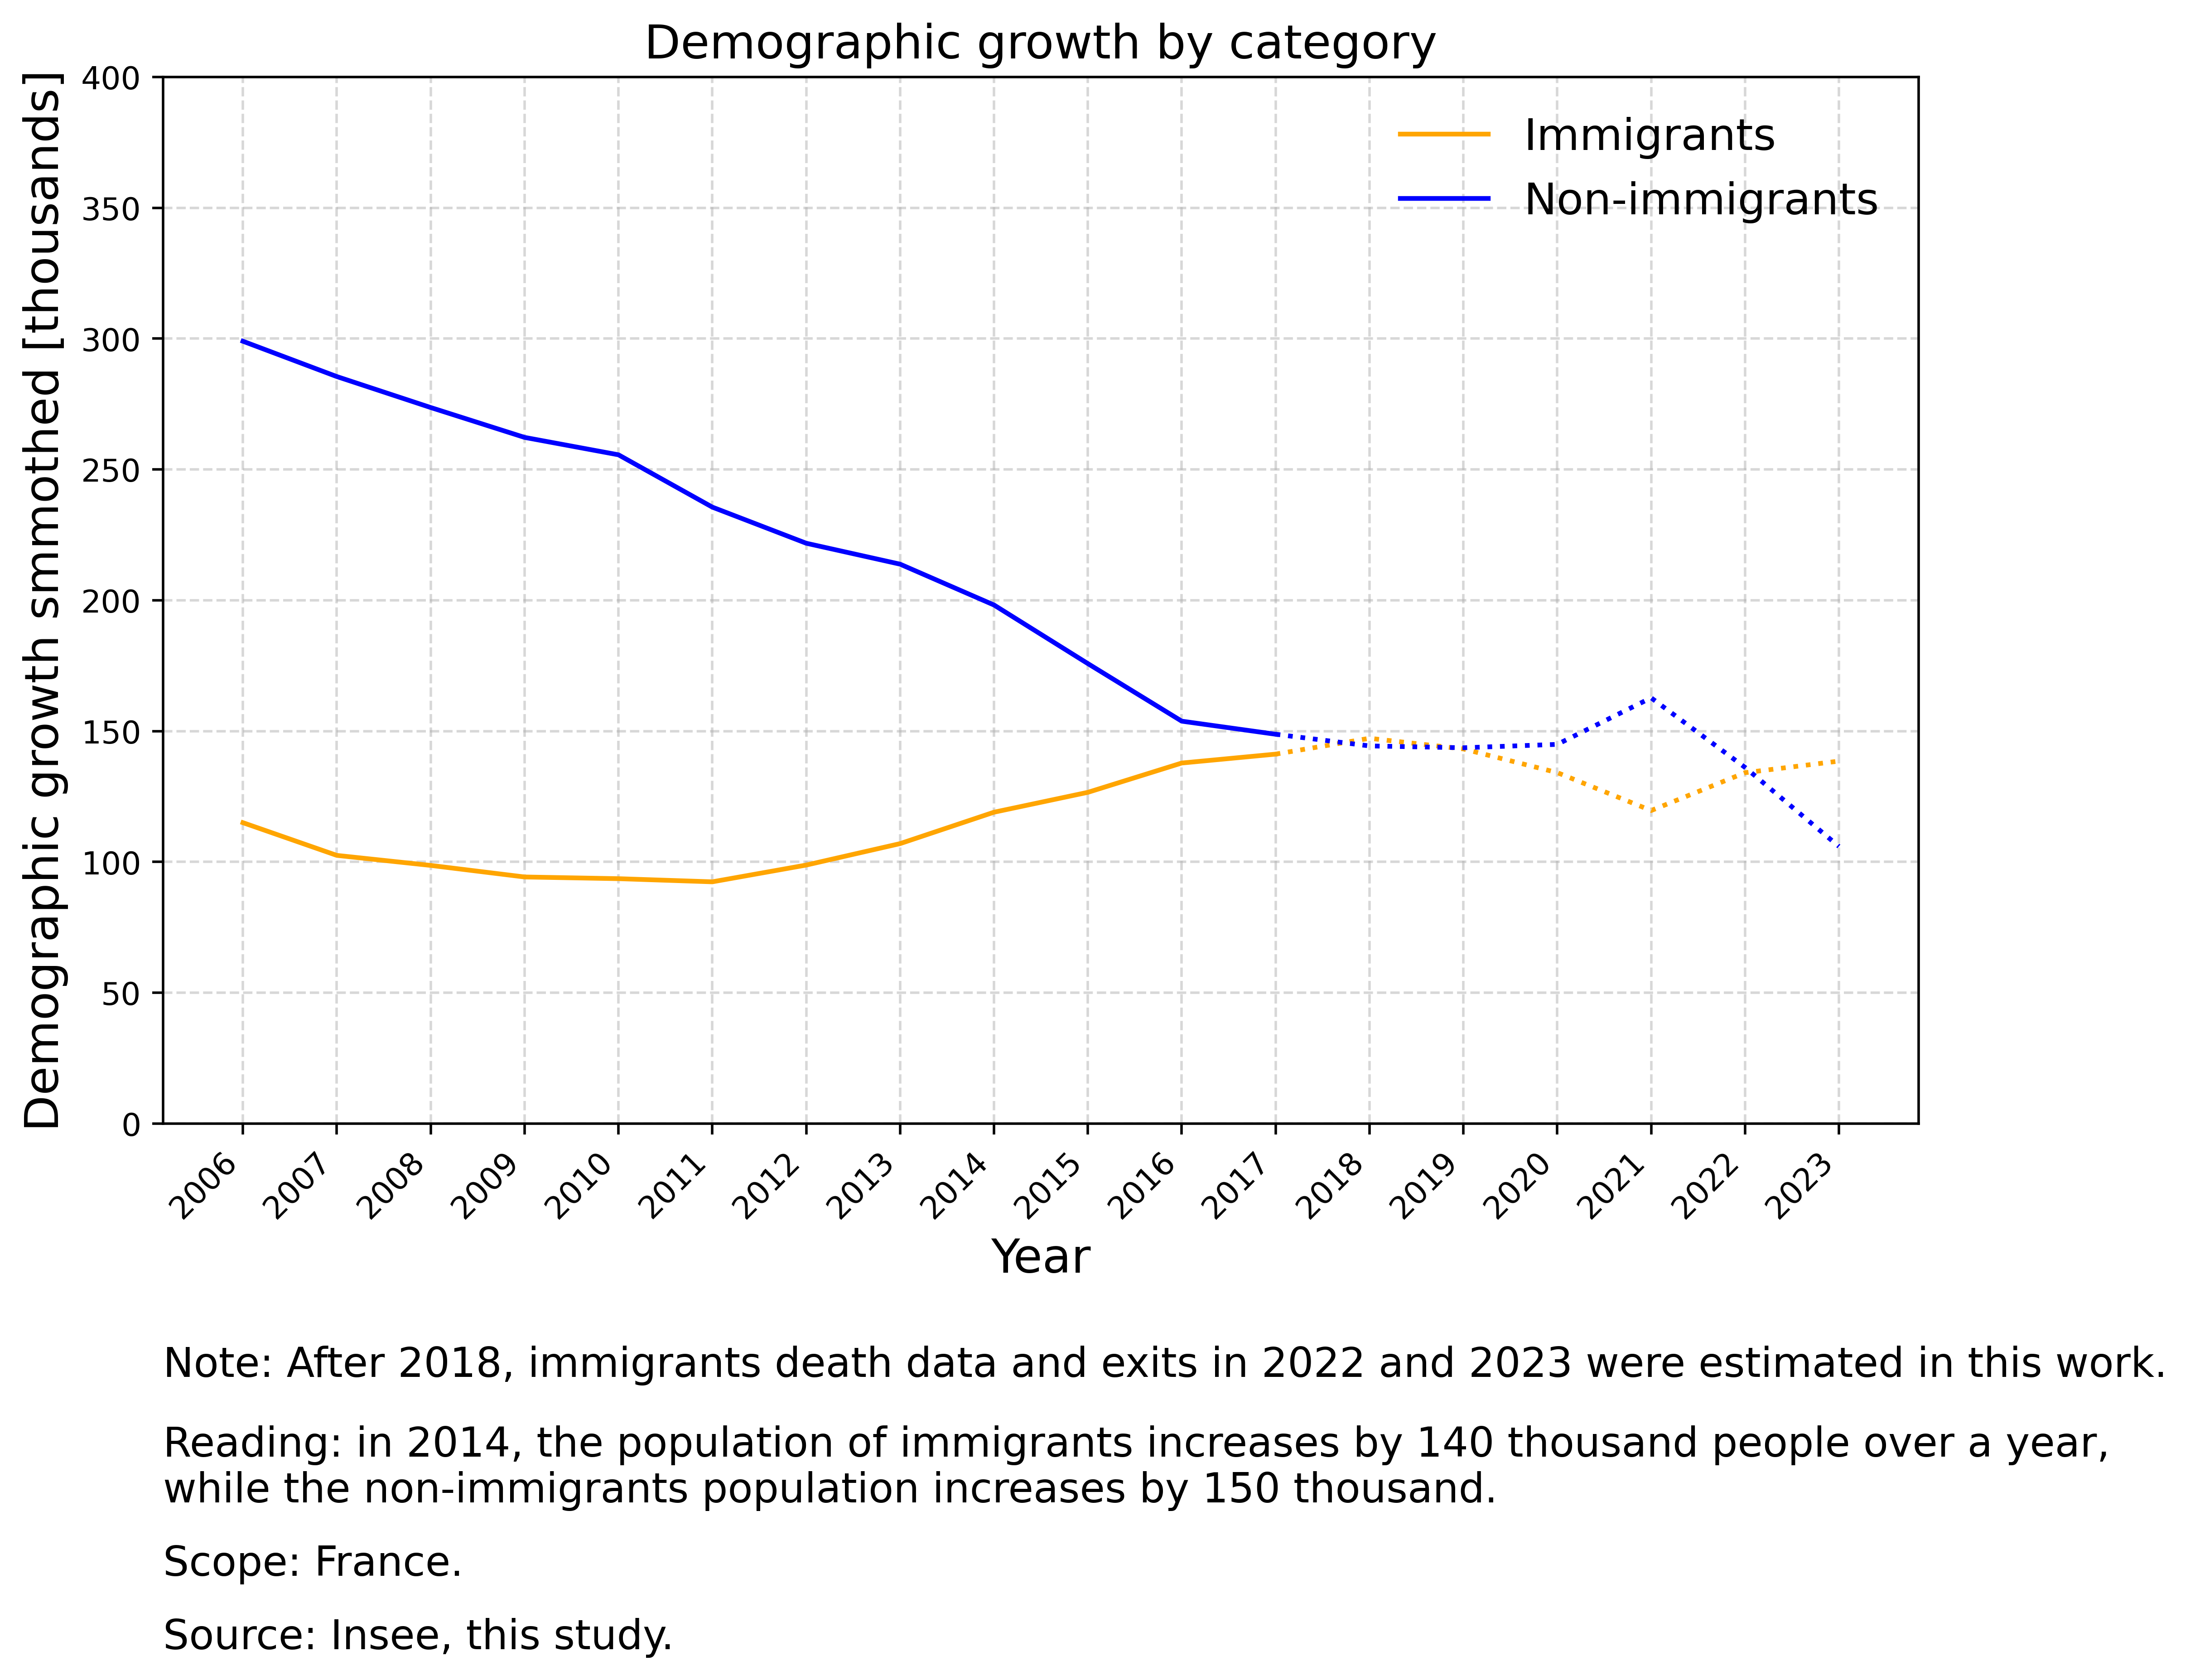 Demographic growth by category
Demographic growth smmothed [thousands]
400
350
300
250
200
150
100
50
0
Immigrants
Non-immigrants
2006
2007
2008
2009
2010
2011
2012
2013
2014
2015
2016
2017
2018
2019
2020
2021
2022
2023
Year
Note: After 2018, immigrants death data and exits in 2022 and 2023 were estimated in this work.
Reading: in 2014, the population of immigrants increases by 140 thousand people over a year,
while the non-immigrants population increases by 150 thousand.
Scope: France.
Source: Insee, this study.